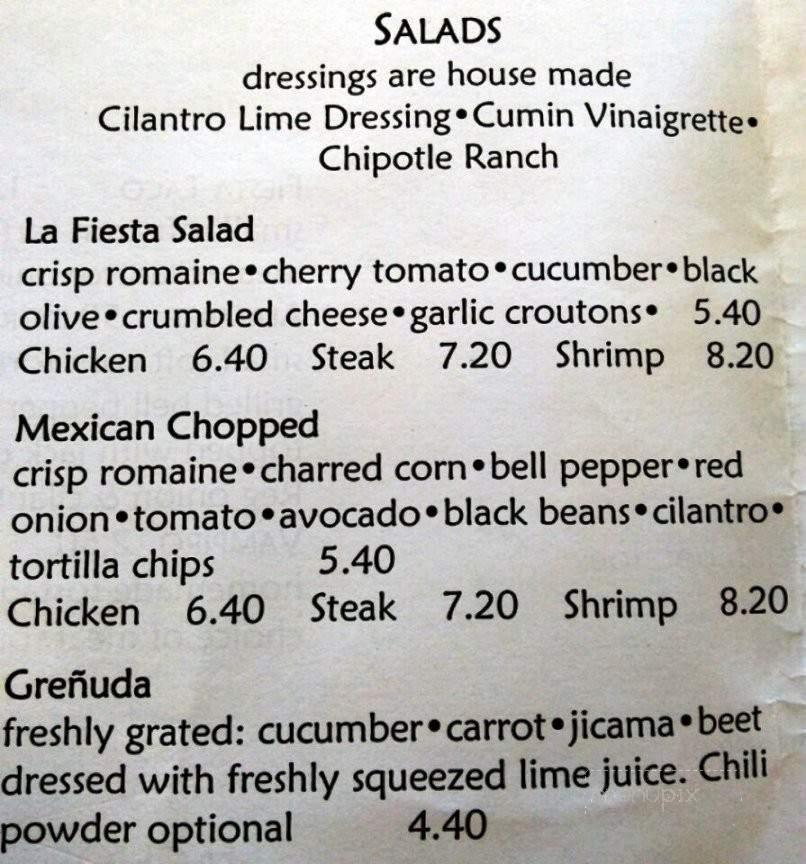 SALADS
dressings are house made
Cilantro Lime Dressing•Cumin Vinaigrette•
Chipotle Ranch
La Fiesta Salad
crisp romaine•cherry tomato•cucumber•black
olive•crumbled cheese•garlic croutons• 5.40
Chicken 6.40 Steak 7.20 Shrimp 8.20
Mexican Chopped
crisp romaine•charred corn•bell pepper•red
onion•tomato•avocado•black beans•cilantro•
tortilla chips 5.40
Chicken 6.40 Steak 7.20 Shrimp 8.20
Greñuda
freshly grated: cucumber•carrot•jicama•beet
dressed with freshly squeezed lime juice. Chili
powder optional 4.40